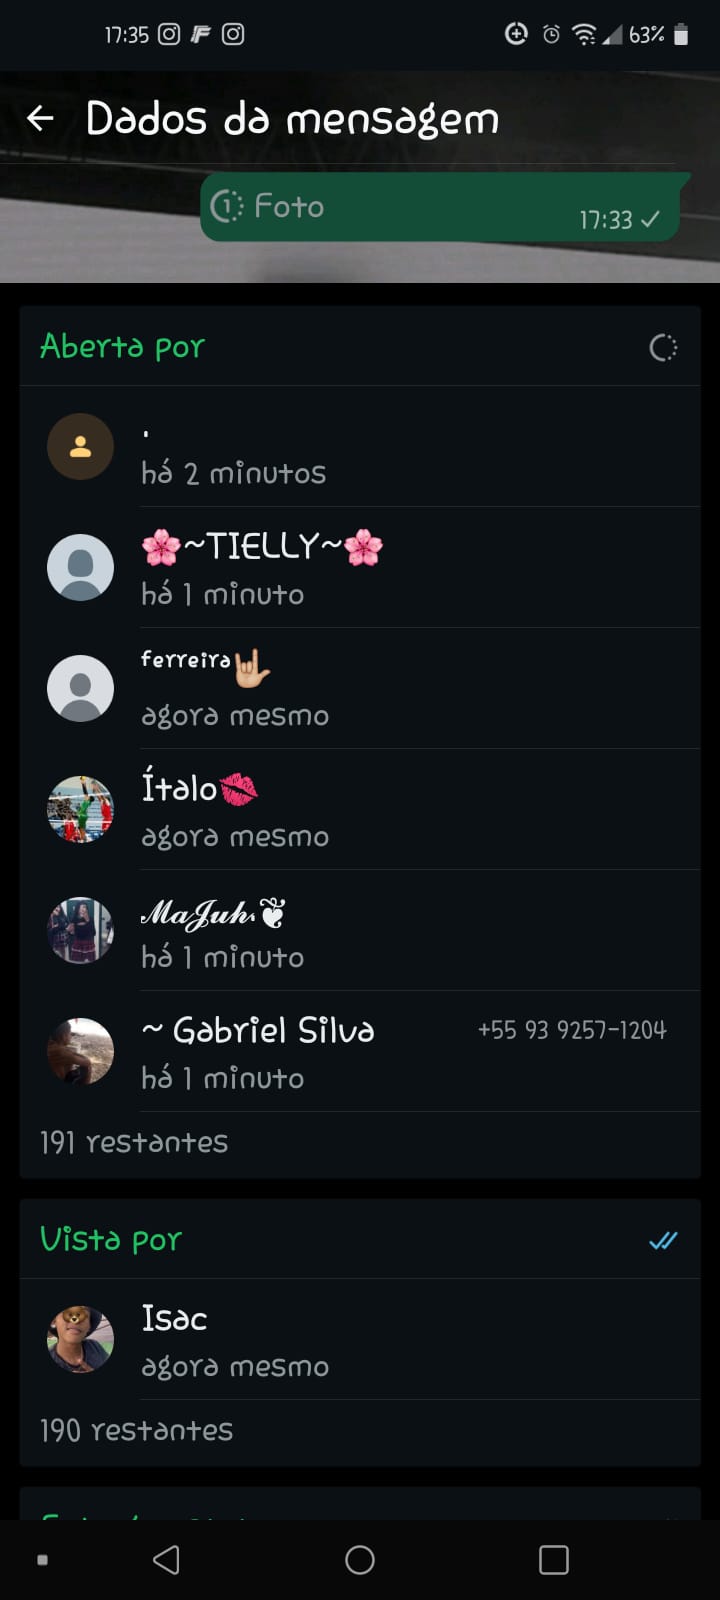 17:35 63%
Dados da mensagem
1 Foto
17:33
Aberta por
.
há 2 minutos
🌸~TIELLY~🌸
há 1 minuto
ᶠᵉʳʳᵉⁱʳᵃ🤟🏼
agora mesmo
Ítalo💋
agora mesmo
𝓜𝓪𝓙𝓾𝓱.❦
há 1 minuto
~ Gabriel Silva +55 93 9257-1204
há 1 minuto
191 restantes
Vista por
Isac
agora mesmo
190 restantes